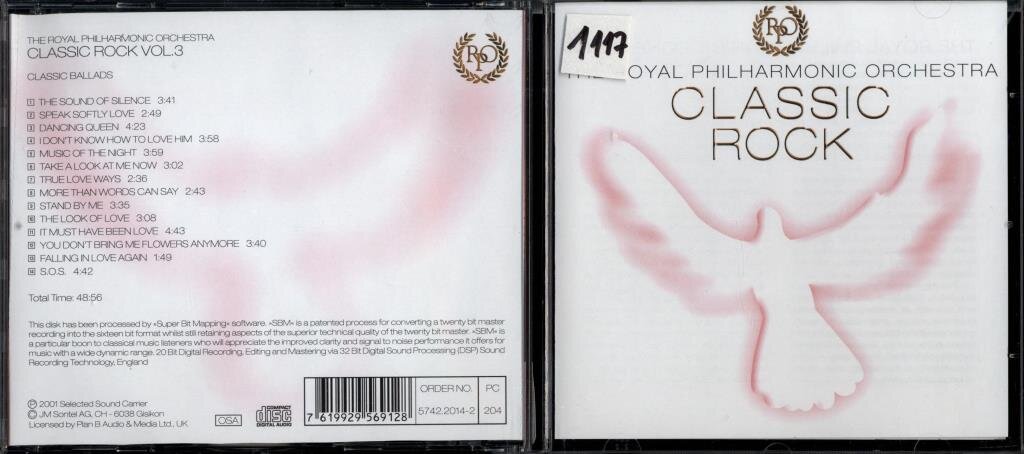 THE ROYAL PHILHARMONIC ORCHESTRA
CLASSIC ROCK VOL.3
RPO
CLASSIC BALLADS
1 THE SOUND OF SILENCE 3:41
2 SPEAK SOFTLY LOVE 2:49
3 DANCING QUEEN 4:23
4 I DON'T KNOW HOW TO LOVE HIM 3:58
5 MUSIC OF THE NIGHT 3:59
6 TAKE A LOOK AT ME NOW 3:02
7 TRUE LOVE WAYS 2:36
8 MORE THAN WORDS CAN SAY 2:43
9 STAND BY ME 3:35
10 THE LOOK OF LOVE 3:08
11 IT MUST HAVE BEEN LOVE 4:43
12 YOU DON'T BRING ME FLOWERS ANYMORE 3:40
13 FALLING IN LOVE AGAIN 1:49
14 S.O.S. 4:42
Total Time: 48:56
This disk has been processed by »Super Bit Mapping« software. »SBM« is a patented process for converting a twenty bit master
recording into the sixteen bit format whilst still retaining aspects of the superior technical quality of the twenty bit master. »SBM« is
a particular boon to classical music listeners who will appreciate the improved clarity and signal to noise performance it offers for
music with a wide dynamic range. 20 Bit Digital Recording, Editing and Mastering via 32 Bit Digital Sound Processing (DSP) Sound
Recording Technology, England
℗ 2001 Selected Sound Carrier
© JM Sontel AG, CH - 6038 Gisikon
Licensed by Plan B Audio & Media Ltd., UK
OSA
COMPACT
disc
DIGITAL AUDIO
7 619929 569128
ORDER NO.
5742.2014-2
PC
204
RPO
1117
ROYAL PHILHARMONIC ORCHESTRA
CLASSIC
ROCK